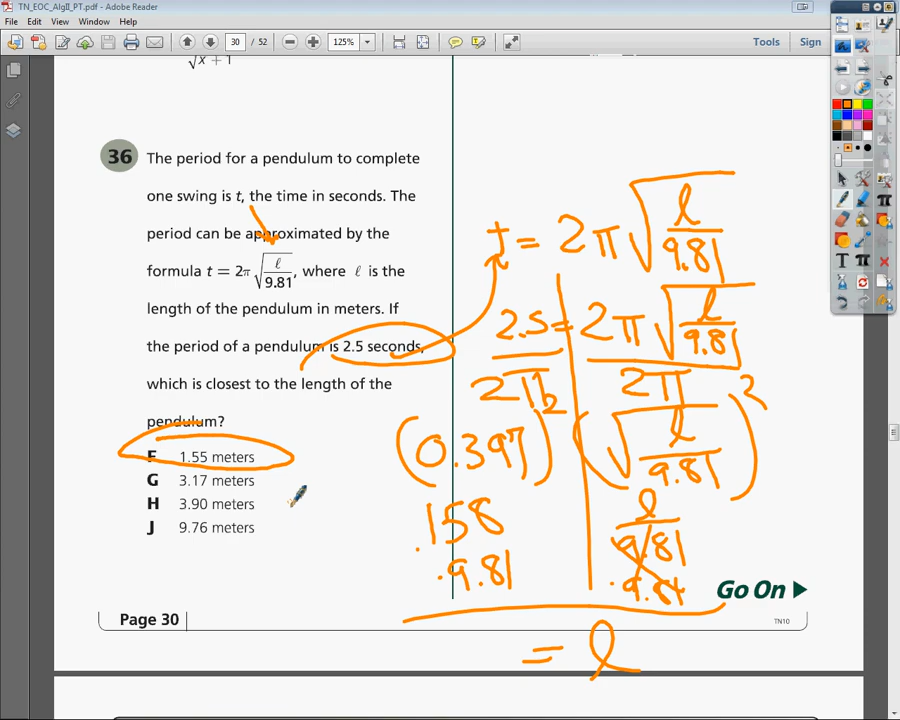 TN_EOC_AlgII_PT.pdf - Adobe Reader
File Edit View Window Help
30 / 52 125% Tools Sign
√x + 1
36 The period for a pendulum to complete
one swing is t, the time in seconds. The
period can be approximated by the
formula t = 2π √(ℓ/9.81), where ℓ is the
length of the pendulum in meters. If
the period of a pendulum is 2.5 seconds,
which is closest to the length of the
pendulum?
F 1.55 meters
G 3.17 meters
H 3.90 meters
J 9.76 meters
t = 2π √(ℓ/9.81)
2.5 = 2π √(ℓ/9.81)
2π 2π
(0.397)² (√(ℓ/9.81))²
.158 ℓ/9.81
·9.81 ·9.81
= ℓ
Go On
Page 30
TN10